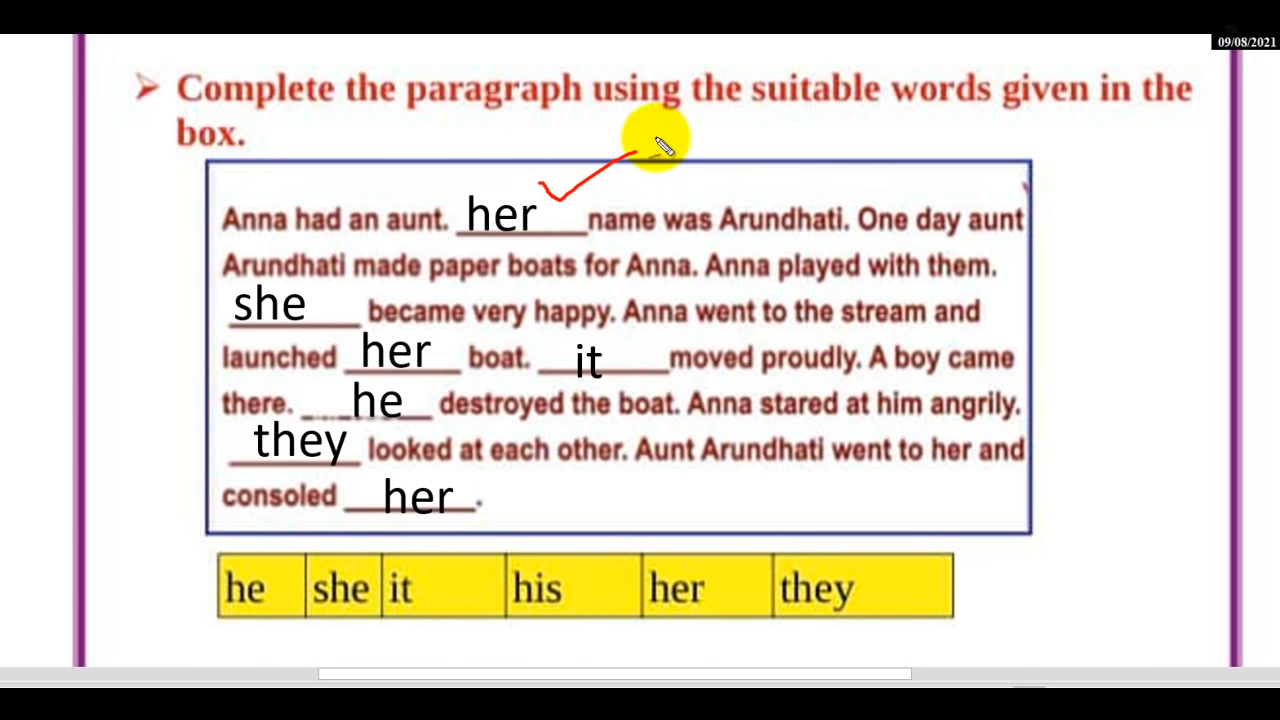 09/08/2021
➢ Complete the paragraph using the suitable words given in the
box.
Anna had an aunt. her name was Arundhati. One day aunt
Arundhati made paper boats for Anna. Anna played with them.
she became very happy. Anna went to the stream and
launched her boat. it moved proudly. A boy came
there. he destroyed the boat. Anna stared at him angrily.
they looked at each other. Aunt Arundhati went to her and
consoled her.
he she it his her they